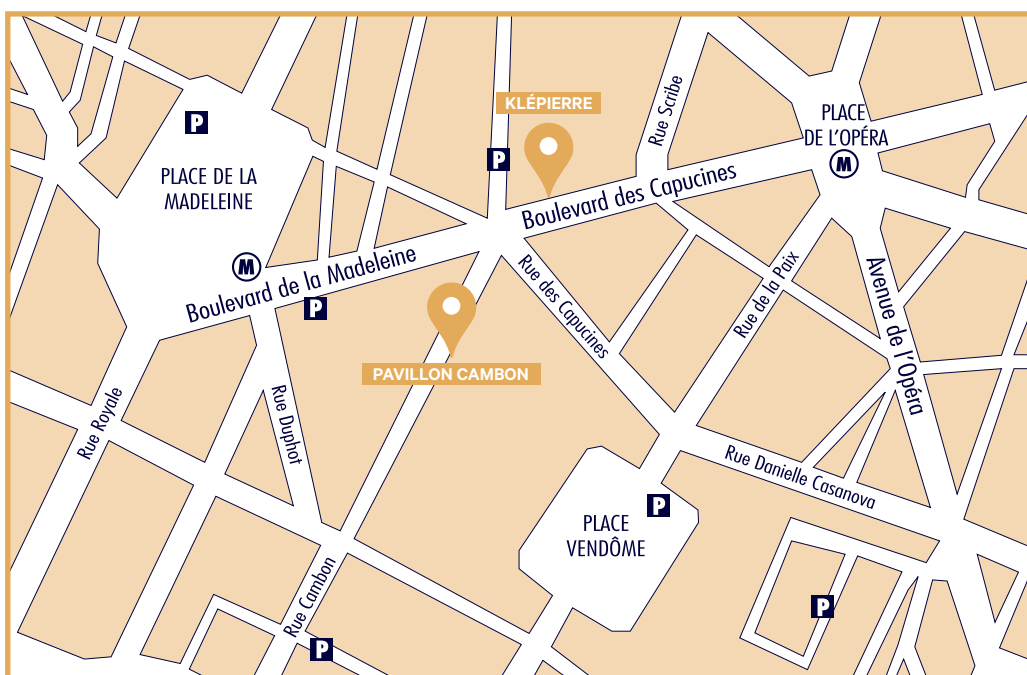 KLÉPIERRE
P
PLACE
DE L'OPÉRA
M
Rue Scribe
P
PLACE DE LA
MADELEINE
Boulevard des Capucines
M
Boulevard de la Madeleine
P
Rue des Capucines
Rue de la Paix
Avenue de l'Opéra
PAVILLON CAMBON
Rue Royale
Rue Duphot
Rue Danielle Casanova
P
PLACE
VENDÔME
Rue Cambon
P
P